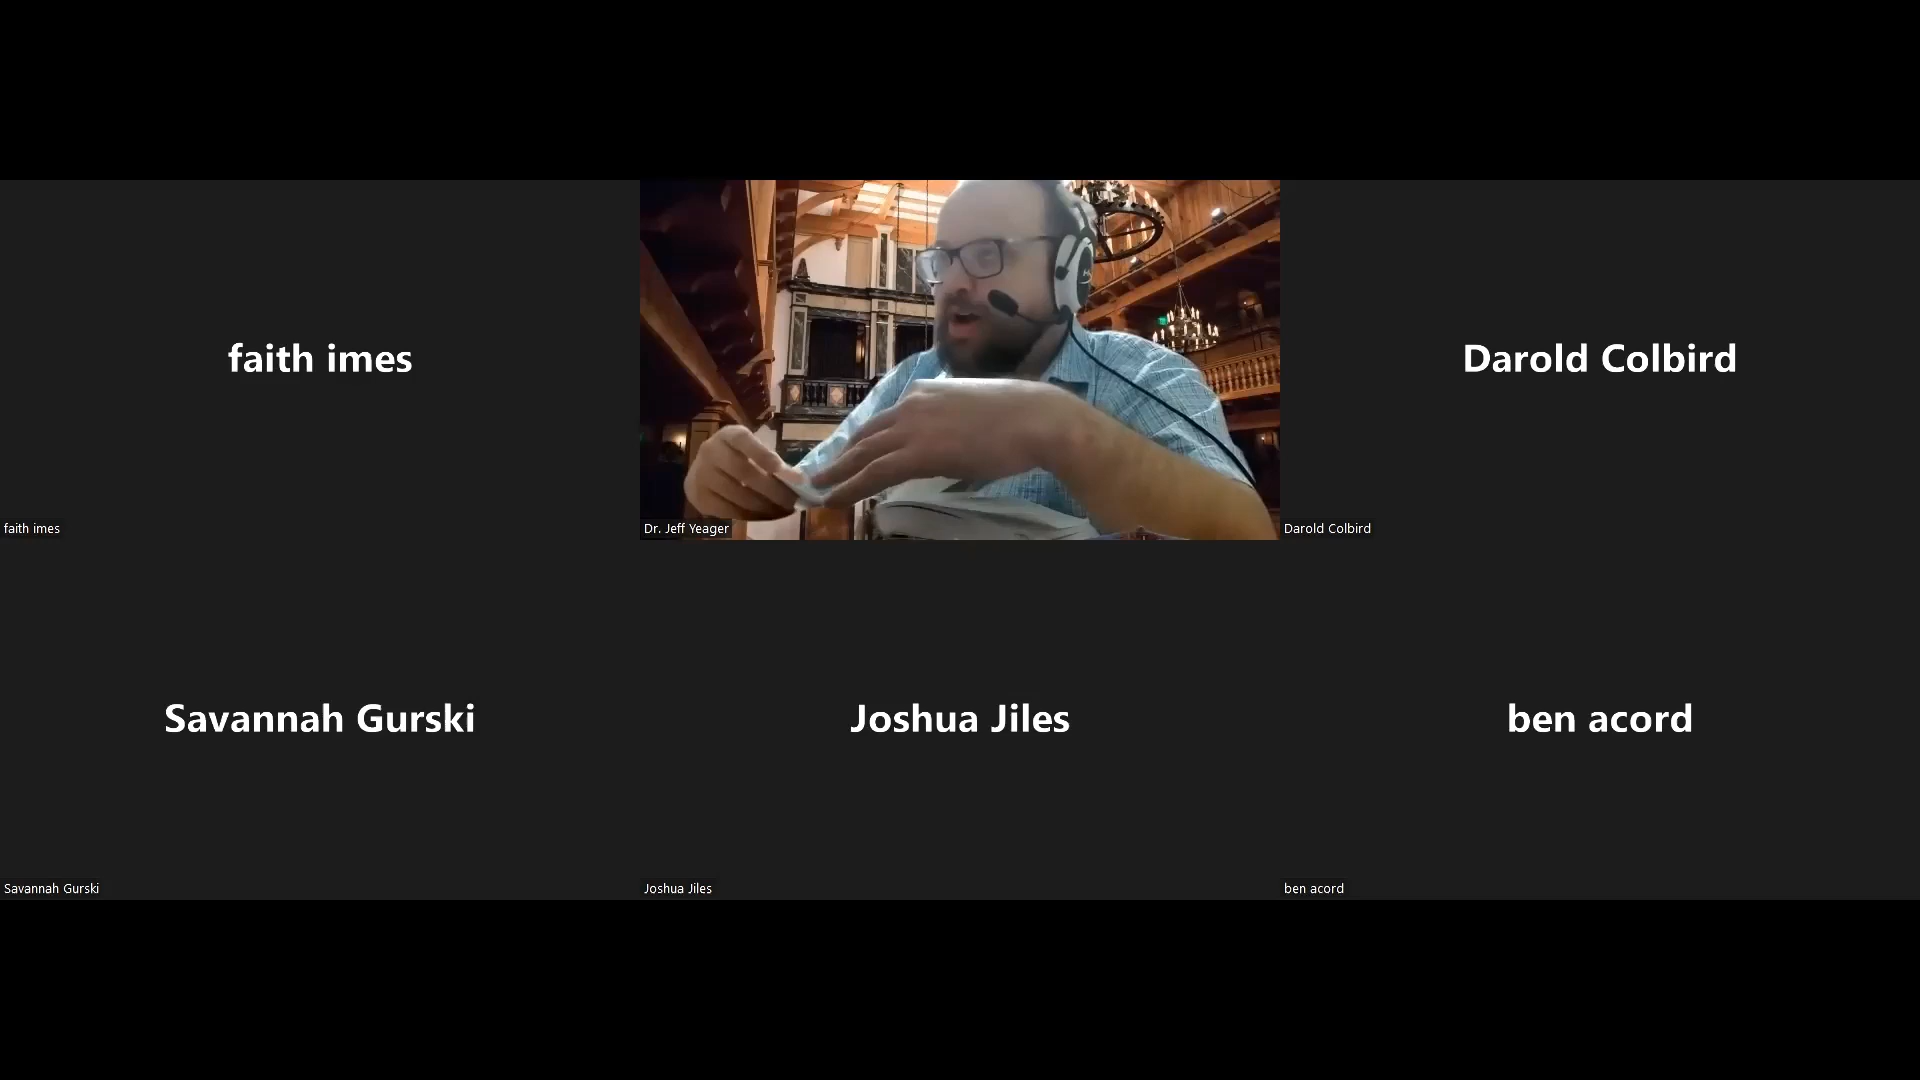 faith imes
Darold Colbird
faith imes
Dr. Jeff Yeager
Darold Colbird
Savannah Gurski
Joshua Jiles
ben acord
Savannah Gurski
Joshua Jiles
ben acord